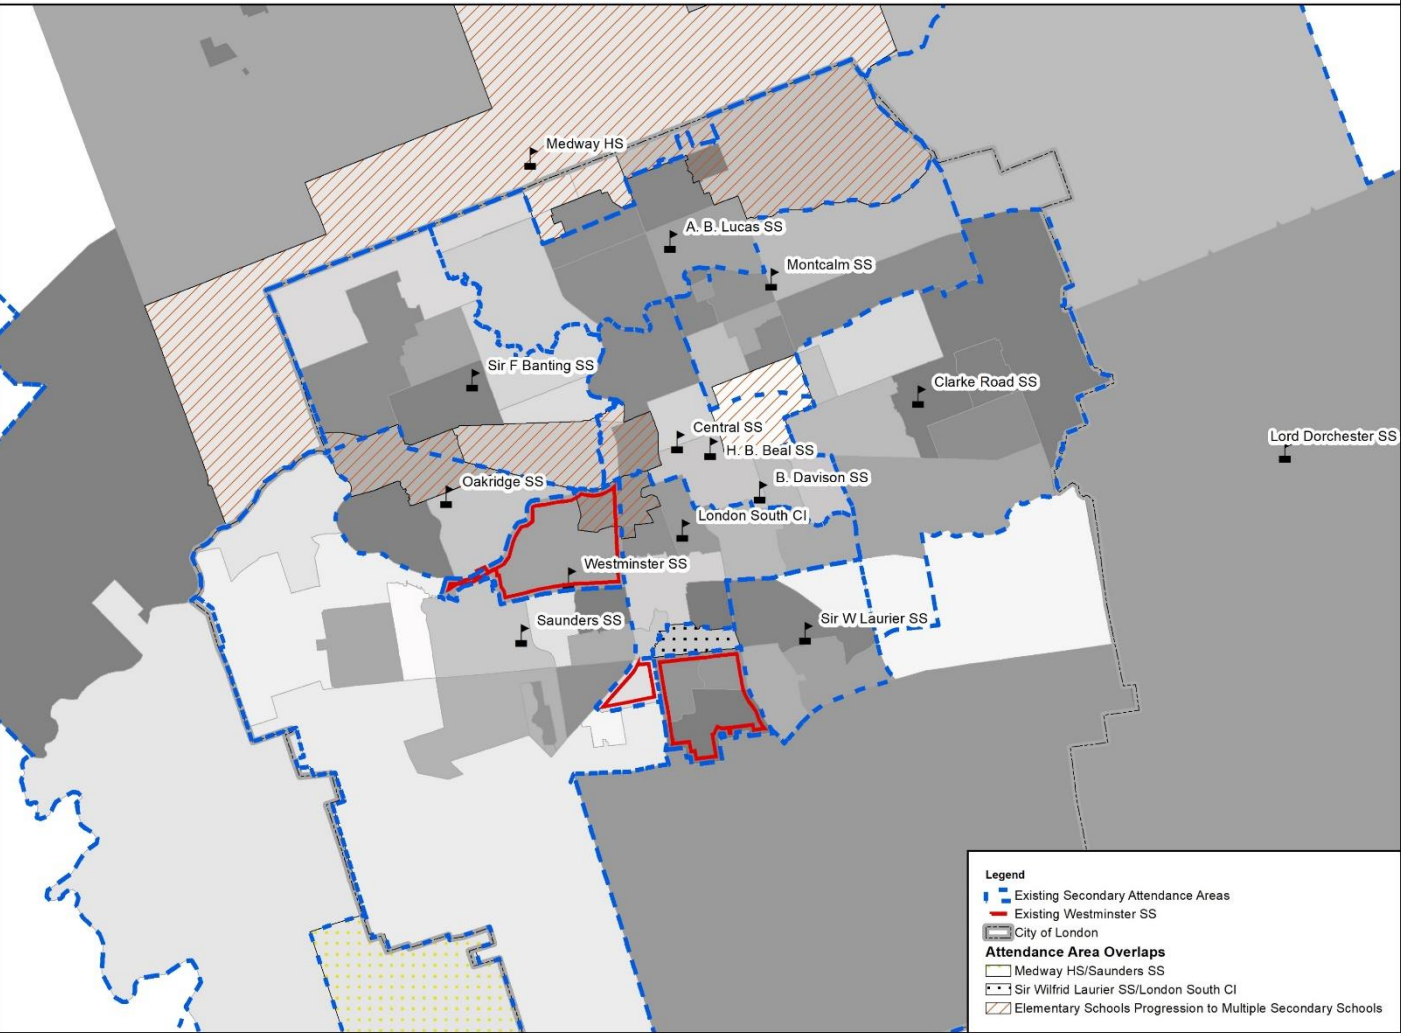 Medway HS
A. B. Lucas SS
Montcalm SS
Sir F Banting SS
Clarke Road SS
Central SS
Lord Dorchester SS
H. B. Beal SS
Oakridge SS
B. Davison SS
London South CI
Westminster SS
Saunders SS
Sir W Laurier SS
Legend
Existing Secondary Attendance Areas
Existing Westminster SS
City of London
Attendance Area Overlaps
Medway HS/Saunders SS
Sir Wilfrid Laurier SS/London South CI
Elementary Schools Progression to Multiple Secondary Schools